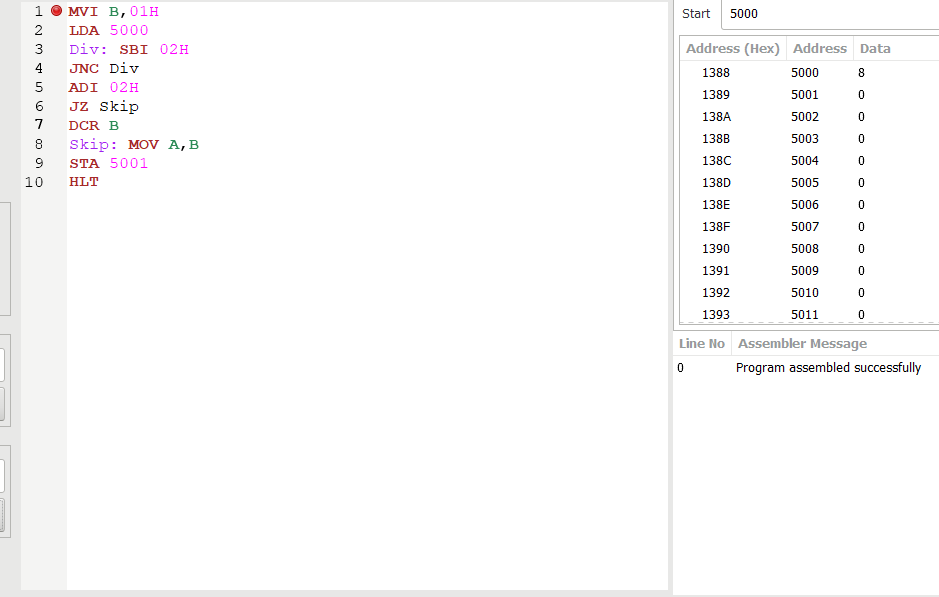 1 MVI B,01H
2 LDA 5000
3 Div: SBI 02H
4 JNC Div
5 ADI 02H
6 JZ Skip
7 DCR B
8 Skip: MOV A,B
9 STA 5001
10 HLT
Start 5000
Address (Hex) Address Data
1388 5000 8
1389 5001 0
138A 5002 0
138B 5003 0
138C 5004 0
138D 5005 0
138E 5006 0
138F 5007 0
1390 5008 0
1391 5009 0
1392 5010 0
1393 5011 0
Line No Assembler Message
0 Program assembled successfully